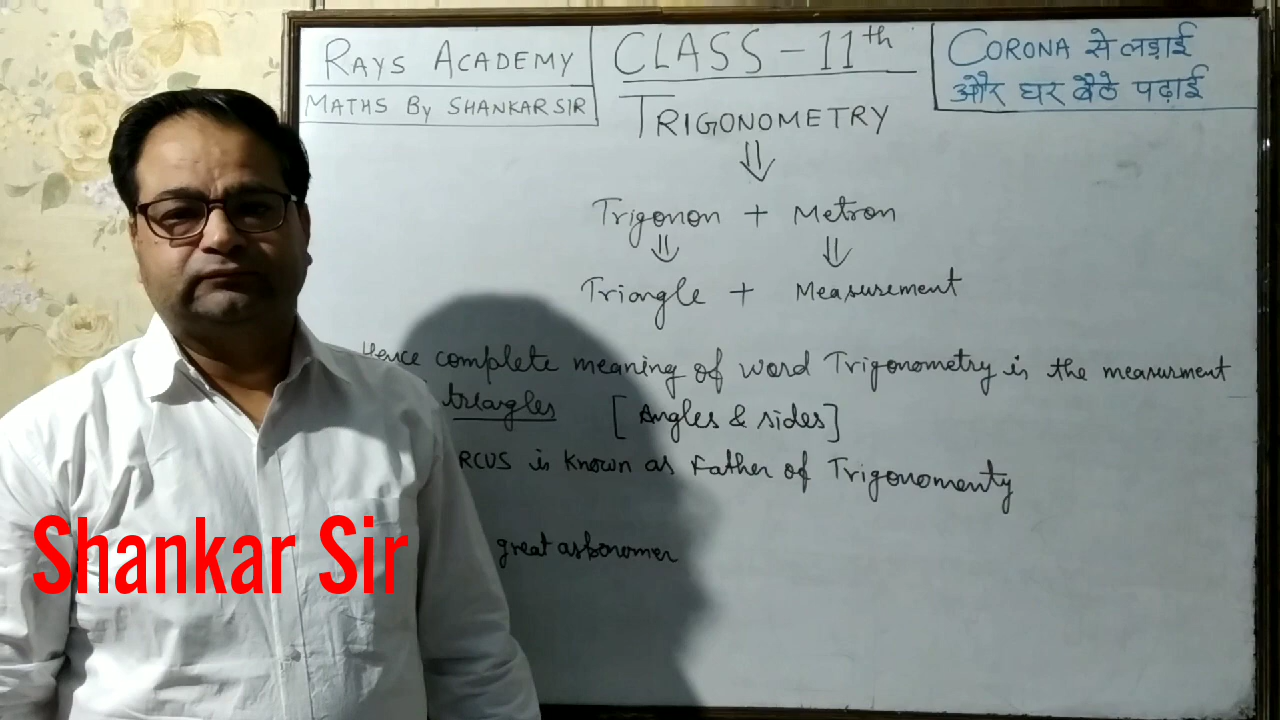 RAYS ACADEMY
MATHS BY SHANKAR SIR
CLASS - 11th
TRIGONOMETRY
CORONA से लड़ाई
और घर बैठे पढ़ाई
⇓
Trigonon + Metron
⇓ ⇓
Triangle + Measurement
Hence complete meaning of word Trigonometry is the measurment
triangles [Angles & sides]
RCUS is known as Father of Trigonomenty
great astronomer
Shankar Sir